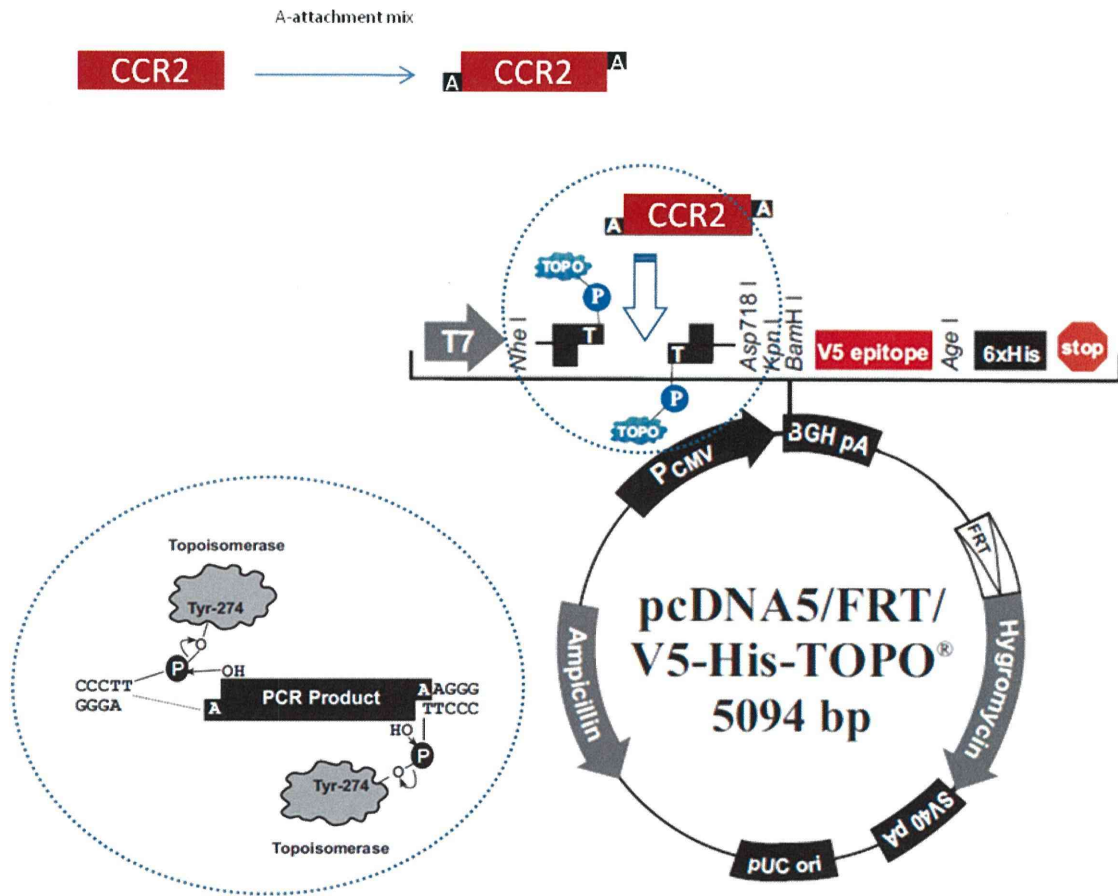 A-attachment mix
CCR2
A CCR2 A
A CCR2 A
TOPO
P
T7
Nhe I
T
T
P
TOPO
Asp718 I
Kpn I
BamH I
V5 epitope
Age I
6xHis
stop
PCMV
BGH pA
FRT
Hygromycin
SV40 pA
pUC ori
Ampicillin
pcDNA5/FRT/
V5-His-TOPO®
5094 bp
Topoisomerase
Tyr-274
O
P
OH
CCCTT
GGGA
A PCR Product A AGGG
TTCCC
HO
P
O
Tyr-274
Topoisomerase